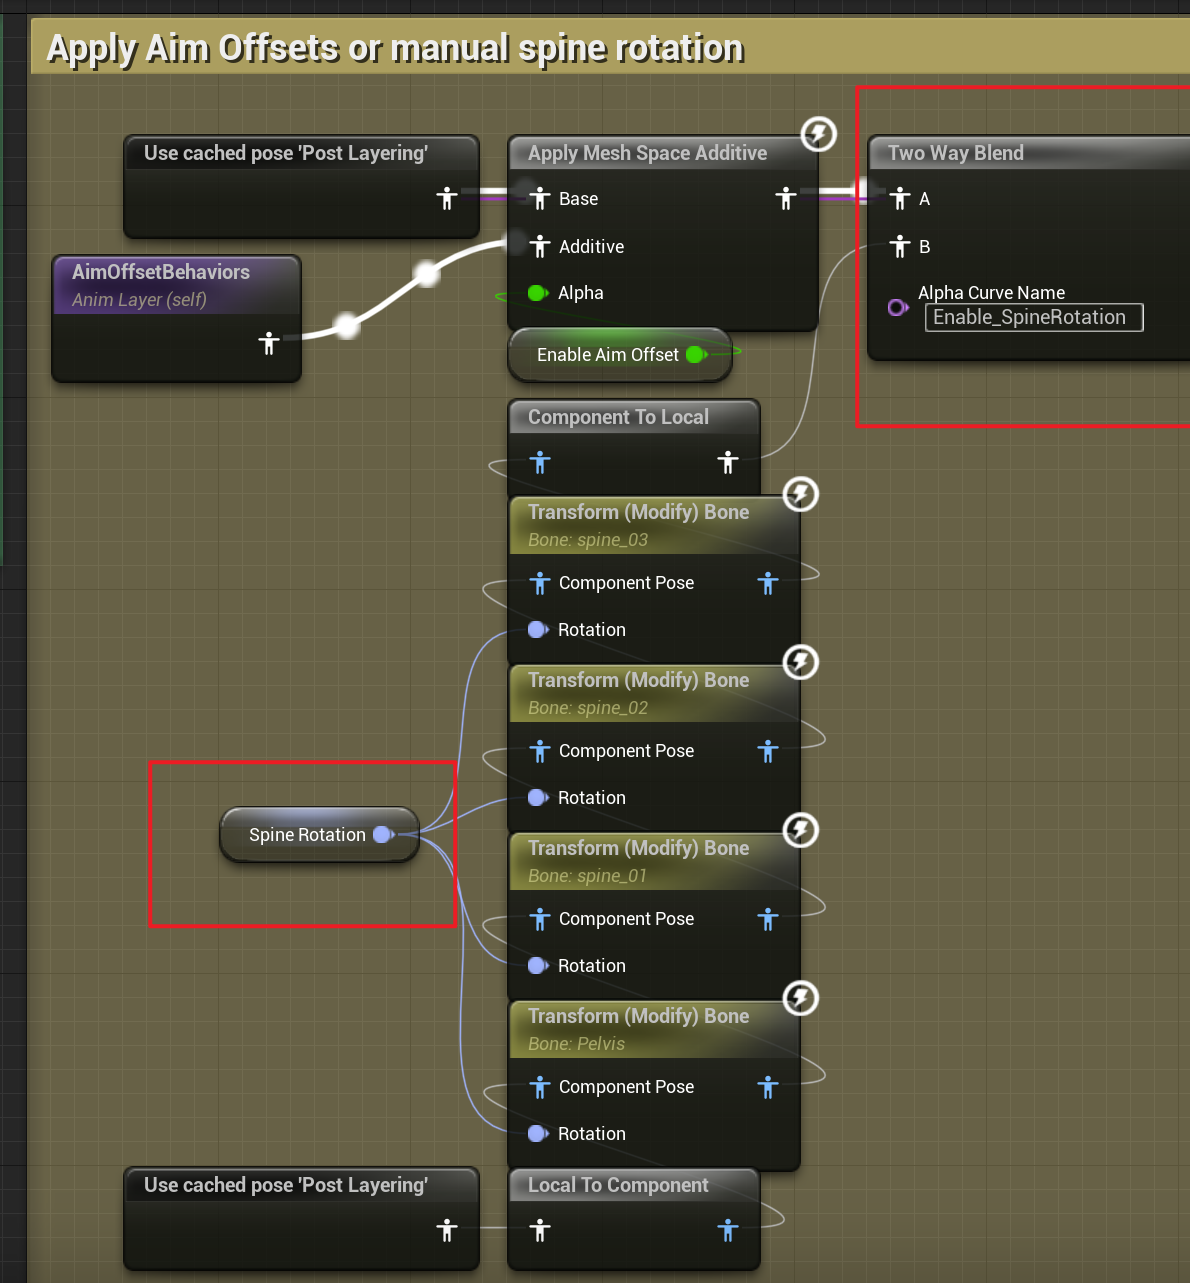 Apply Aim Offsets or manual spine rotation
Use cached pose 'Post Layering'
AimOffsetBehaviors
Anim Layer (self)
Apply Mesh Space Additive
Base
Additive
Alpha
Enable Aim Offset
Two Way Blend
A
B
Alpha Curve Name
Enable_SpineRotation
Component To Local
Transform (Modify) Bone
Bone: spine_03
Component Pose
Rotation
Transform (Modify) Bone
Bone: spine_02
Component Pose
Rotation
Spine Rotation
Transform (Modify) Bone
Bone: spine_01
Component Pose
Rotation
Transform (Modify) Bone
Bone: Pelvis
Component Pose
Rotation
Use cached pose 'Post Layering'
Local To Component